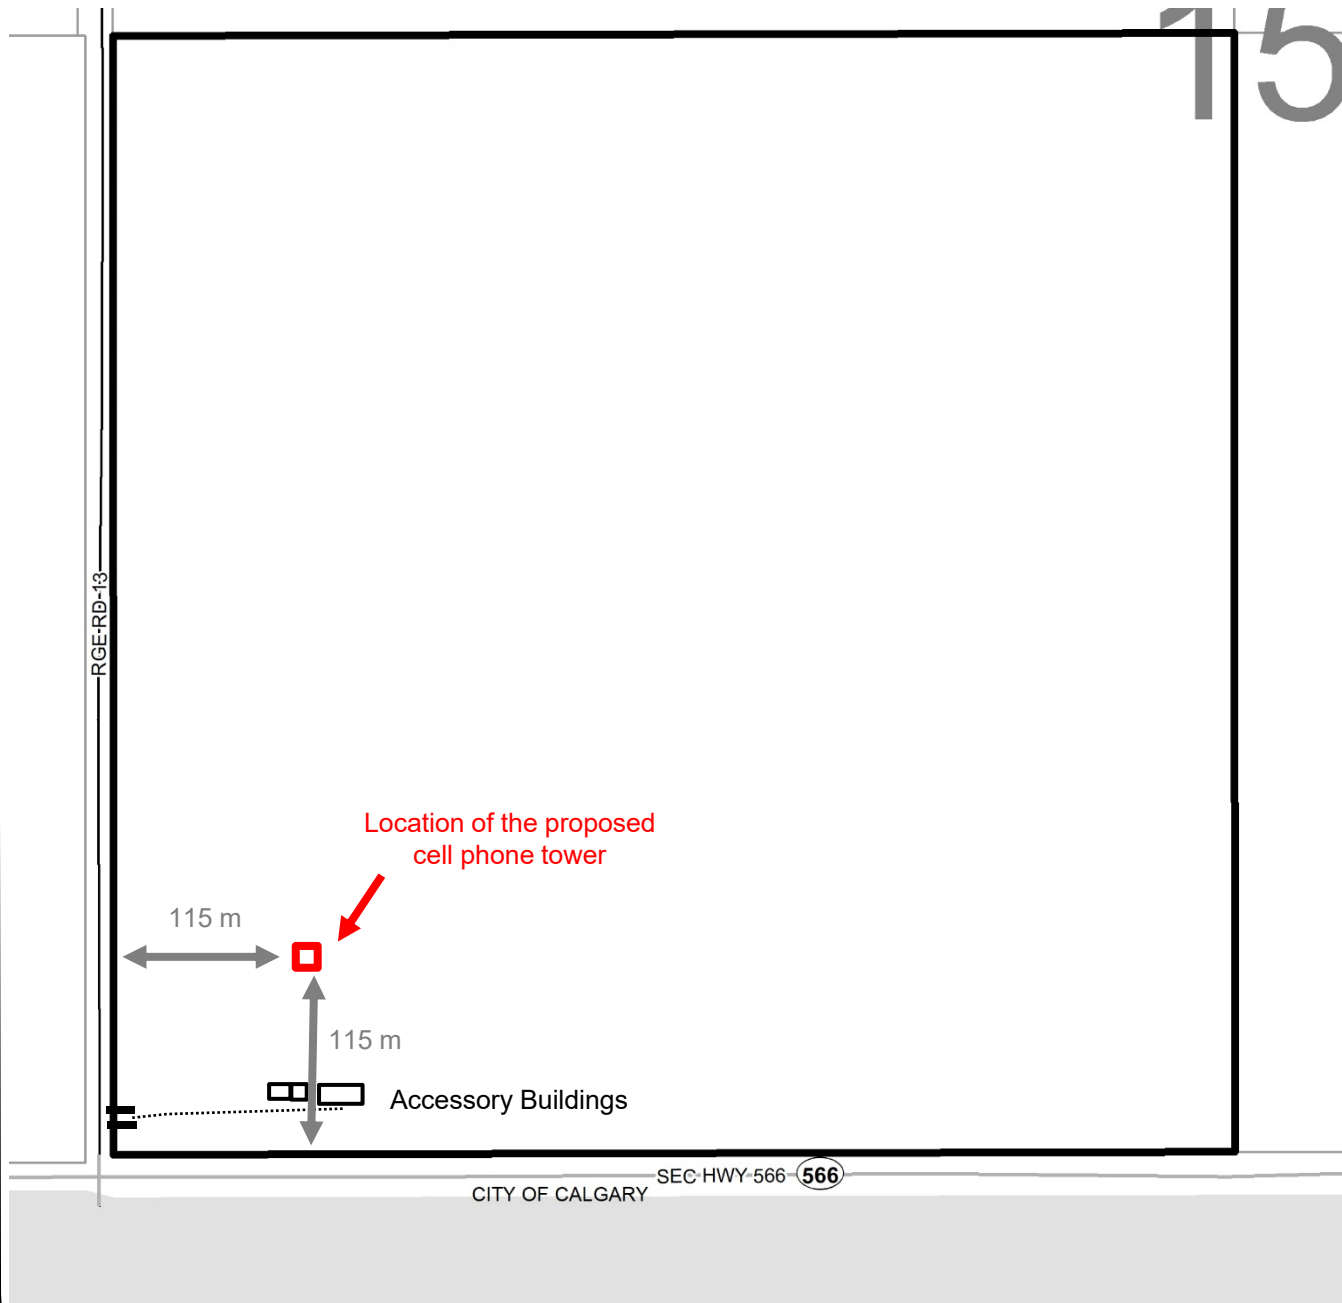 15
RGE-RD-13
Location of the proposed
cell phone tower
115 m
115 m
Accessory Buildings
SEC HWY 566 566
CITY OF CALGARY